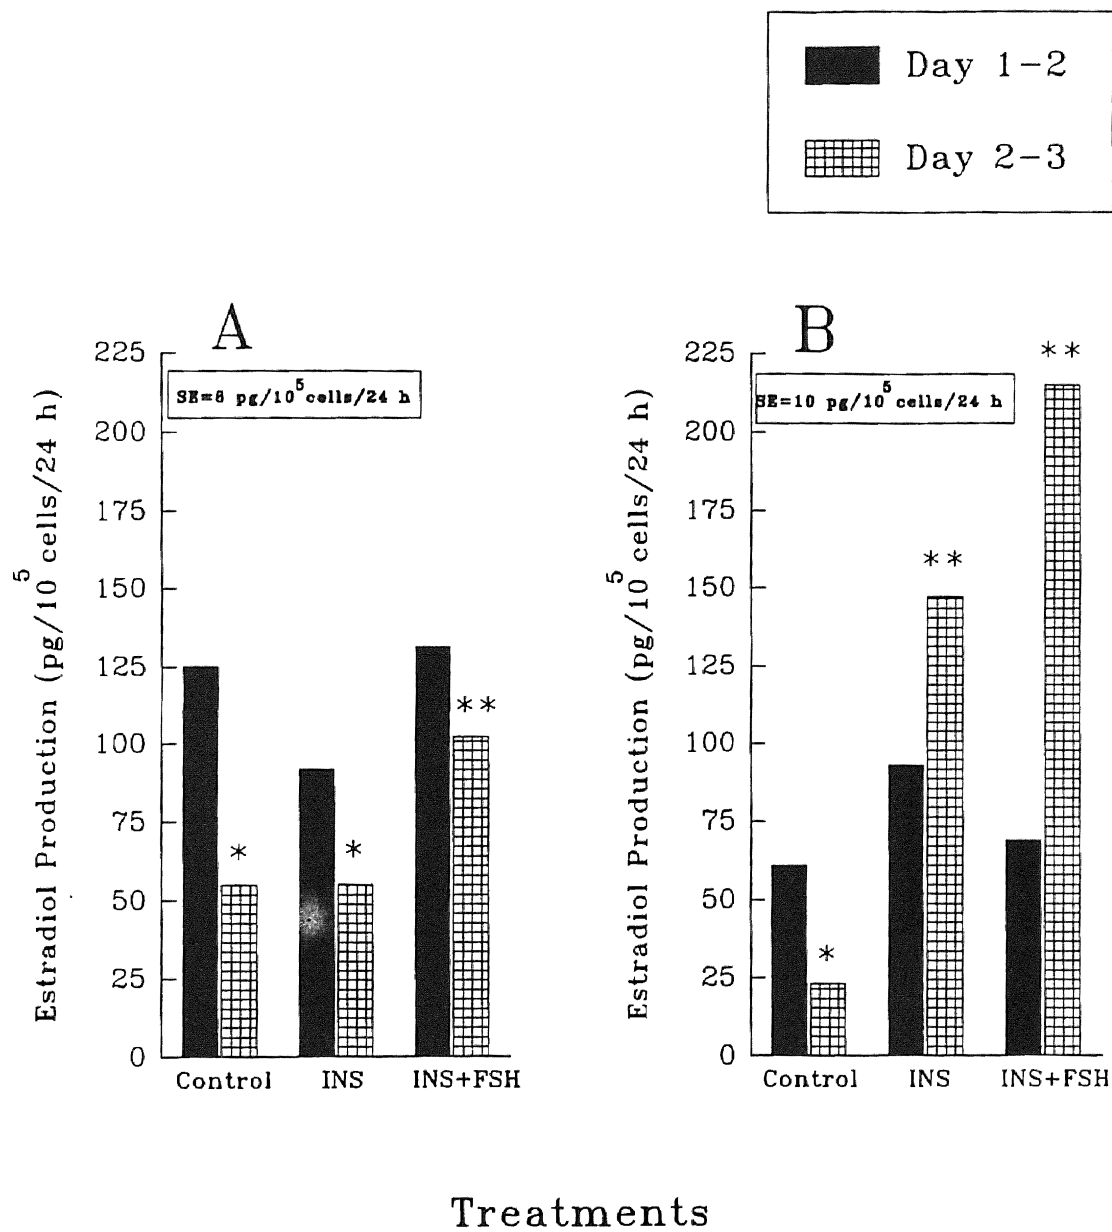 Day 1-2
Day 2-3
A
225
200
175
150
125
100
75
50
25
0
Estradiol Production (pg/10⁵ cells/24 h)
SE=6 pg/10⁵cells/24 h
*
*
**
Control INS INS+FSH
B
225
200
175
150
125
100
75
50
25
0
Estradiol Production (pg/10⁵ cells/24 h)
SE=10 pg/10⁵cells/24 h
*
**
**
Control INS INS+FSH
Treatments